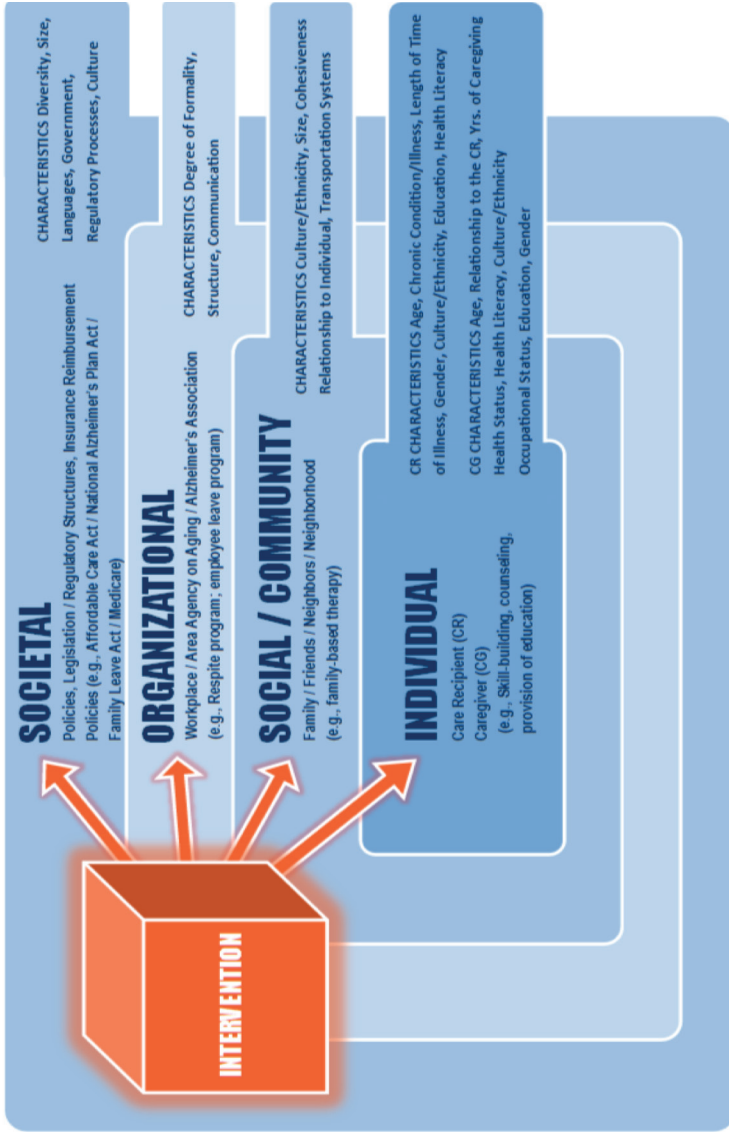 INTERVENTION
SOCIETAL
Policies, Legislation / Regulatory Structures, Insurance Reimbursement
Policies (e.g., Affordable Care Act / National Alzheimer's Plan Act /
Family Leave Act / Medicare)
CHARACTERISTICS Diversity, Size,
Languages, Government,
Regulatory Processes, Culture
ORGANIZATIONAL
Workplace / Area Agency on Aging / Alzheimer's Association
(e.g., Respite program; employee leave program)
CHARACTERISTICS Degree of Formality,
Structure, Communication
SOCIAL / COMMUNITY
Family / Friends / Neighbors / Neighborhood
(e.g., family-based therapy)
CHARACTERISTICS Culture/Ethnicity, Size, Cohesiveness
Relationship to Individual, Transportation Systems
INDIVIDUAL
Care Recipient (CR)
Caregiver (CG)
(e.g., Skill-building, counseling,
provision of education)
CR CHARACTERISTICS Age, Chronic Condition/Illness, Length of Time
of Illness, Gender, Culture/Ethnicity, Education, Health Literacy
CG CHARACTERISTICS Age, Relationship to the CR, Yrs. of Caregiving
Health Status, Health Literacy, Culture/Ethnicity
Occupational Status, Education, Gender